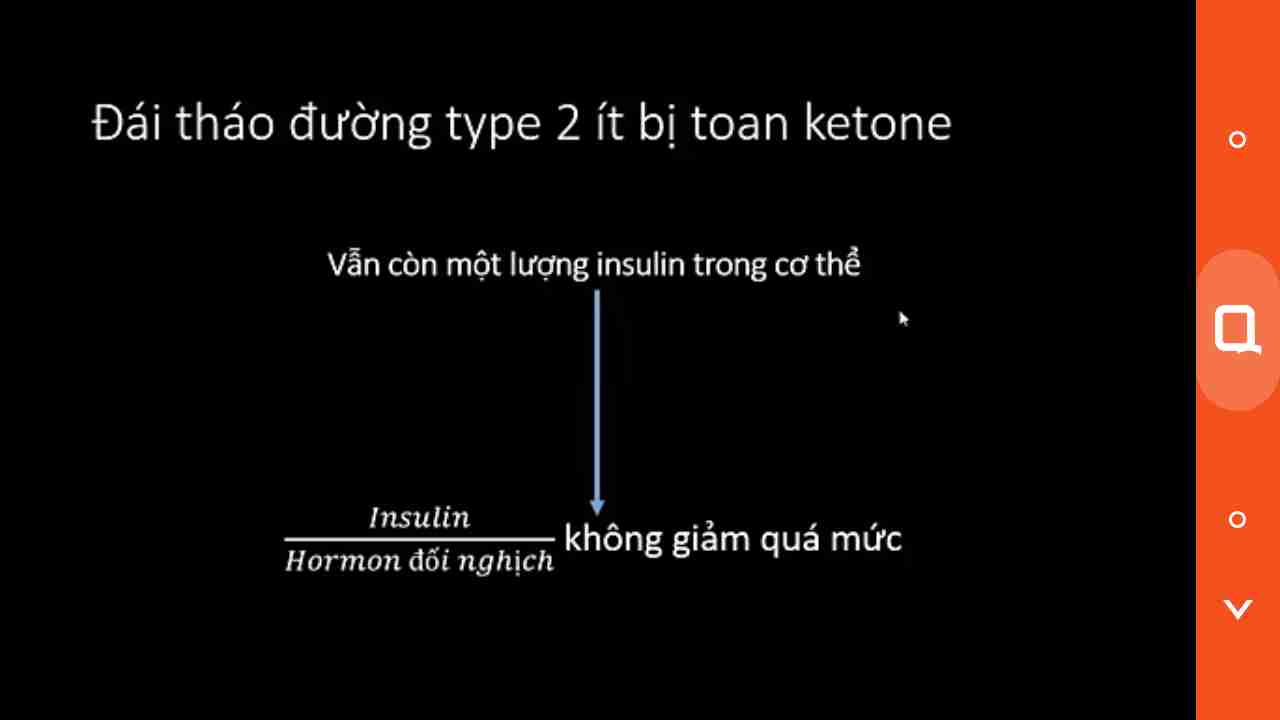 Đái tháo đường type 2 ít bị toan ketone
Vẫn còn một lượng insulin trong cơ thể
Insulin
Hormon đối nghịch
không giảm quá mức